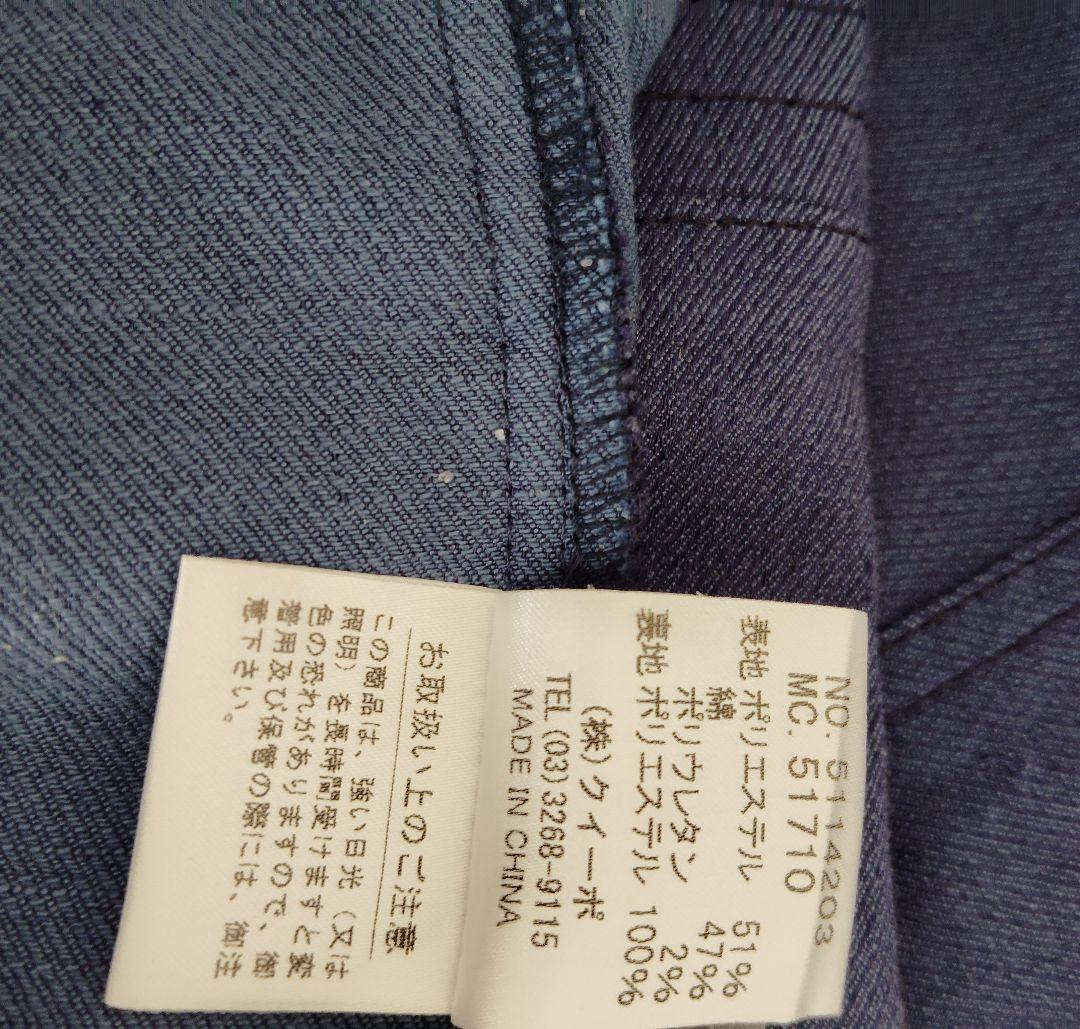 NO. 5114203
MC. 51710
表地 ポリエステル 51%
綿 47%
ポリウレタン 2%
裏地 ポリエステル 100%
(株)クイーポ
TEL (03) 3268-9115
MADE IN CHINA
お取扱い上のご注意
この商品は、強い日光（又は
照明）を長時間受けますと変
色の恐れがありますので、御
着用及び保管の際には、御注
意下さい。